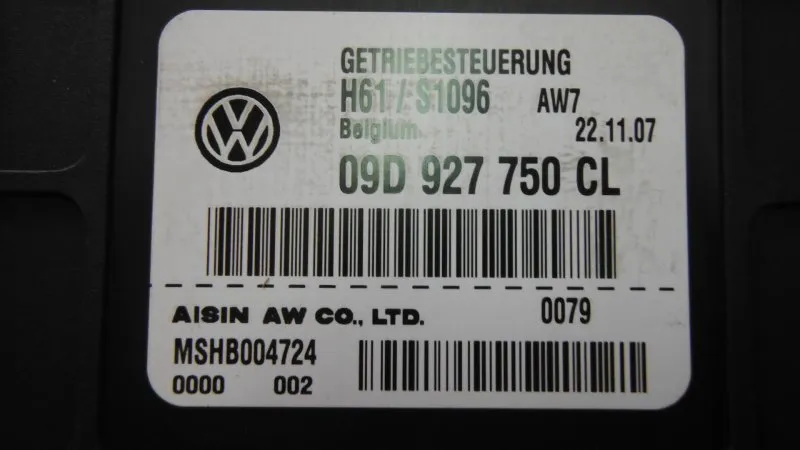 GETRIEBESTEUERUNG
H61 / S1096 AW7
Belgium 22.11.07
09D 927 750 CL
AISIN AW CO., LTD. 0079
MSHB004724
0000 002